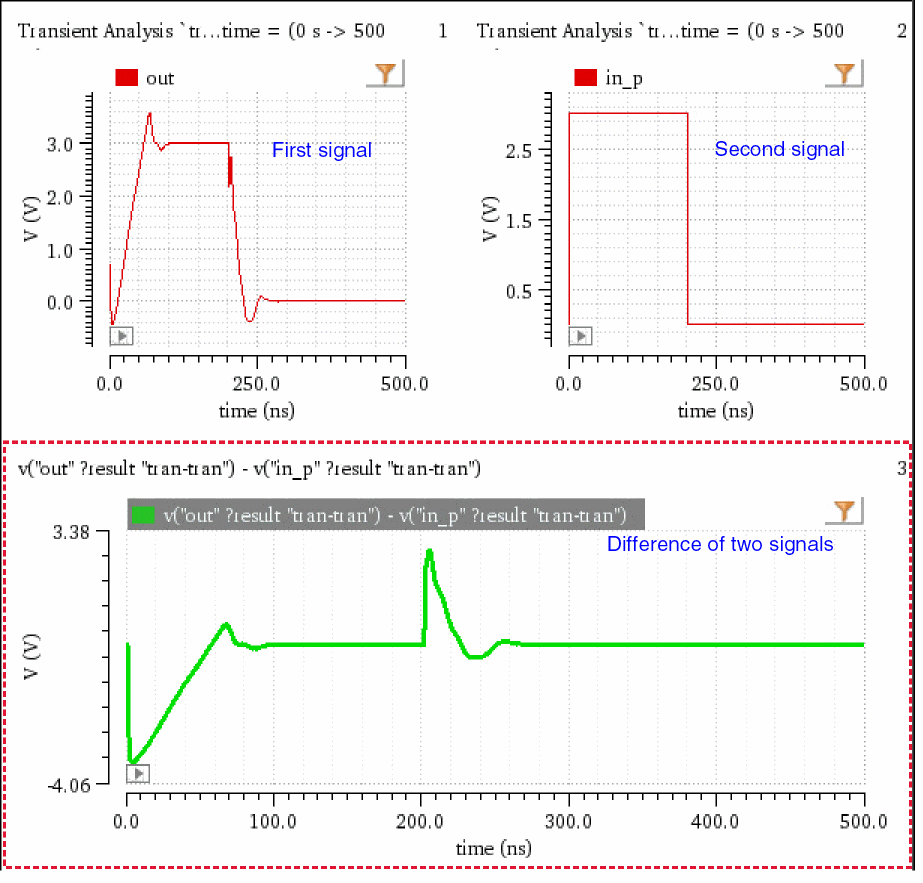 Transient Analysis `tr...time = (0 s -> 500 1
out
First signal
3.0
2.0
1.0
0.0
V (V)
0.0 250.0 500.0
time (ns)
Transient Analysis `tr...time = (0 s -> 500 2
in_p
Second signal
2.5
1.5
0.5
V (V)
0.0 250.0 500.0
time (ns)
v("out" ?result "tran-tran") - v("in_p" ?result "tran-tran") 3
v("out" ?result "tran-tran") - v("in_p" ?result "tran-tran")
Difference of two signals
3.38
V (V)
-4.06
0.0 100.0 200.0 300.0 400.0 500.0
time (ns)